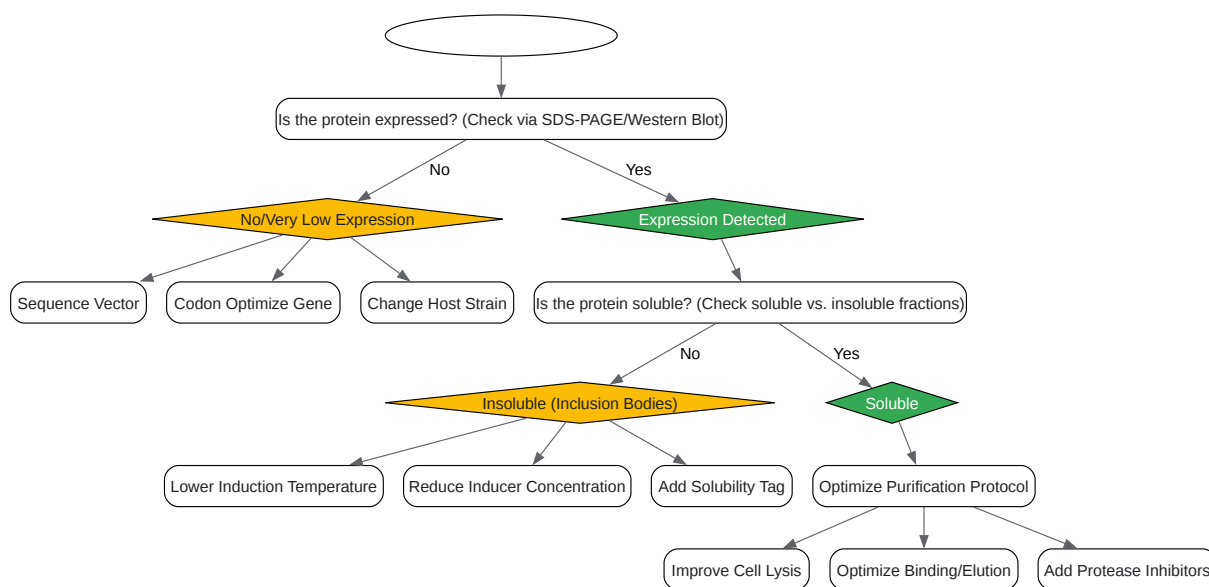 Is the protein expressed? (Check via SDS-PAGE/Western Blot)
No
Yes
No/Very Low Expression
Expression Detected
Sequence Vector
Codon Optimize Gene
Change Host Strain
Is the protein soluble? (Check soluble vs. insoluble fractions)
No
Yes
Insoluble (Inclusion Bodies)
Soluble
Lower Induction Temperature
Reduce Inducer Concentration
Add Solubility Tag
Optimize Purification Protocol
Improve Cell Lysis
Optimize Binding/Elution
Add Protease Inhibitors